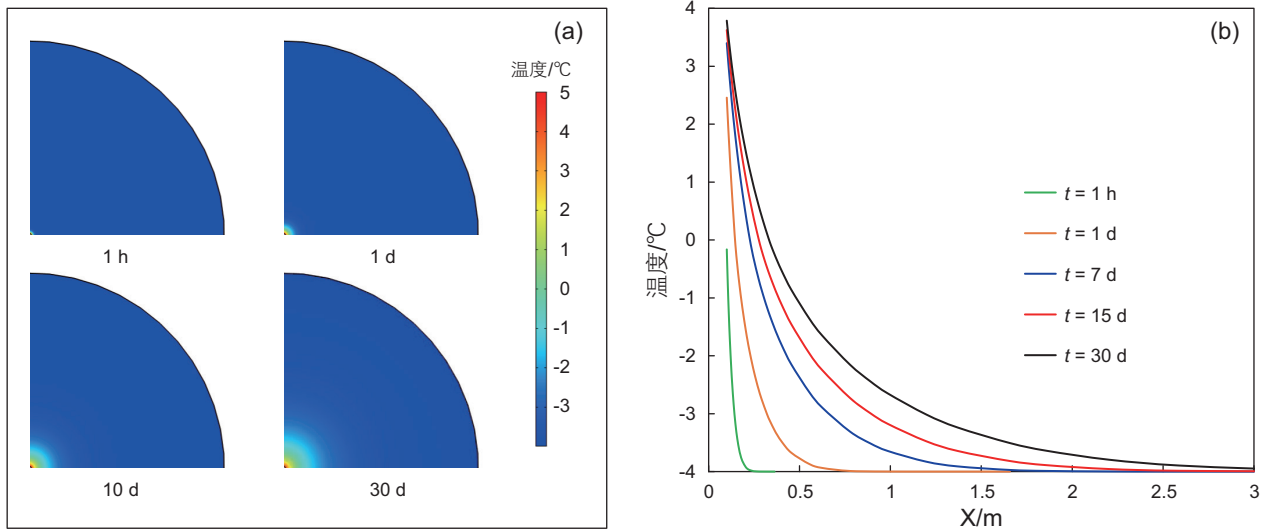 (a)
温度/℃
5
4
3
2
1
0
-1
-2
-3
1 h
1 d
10 d
30 d
(b)
温度/℃
4
3
2
1
0
-1
-2
-3
-4
0
0.5
1
1.5
2
2.5
3
X/m
t = 1 h
t = 1 d
t = 7 d
t = 15 d
t = 30 d